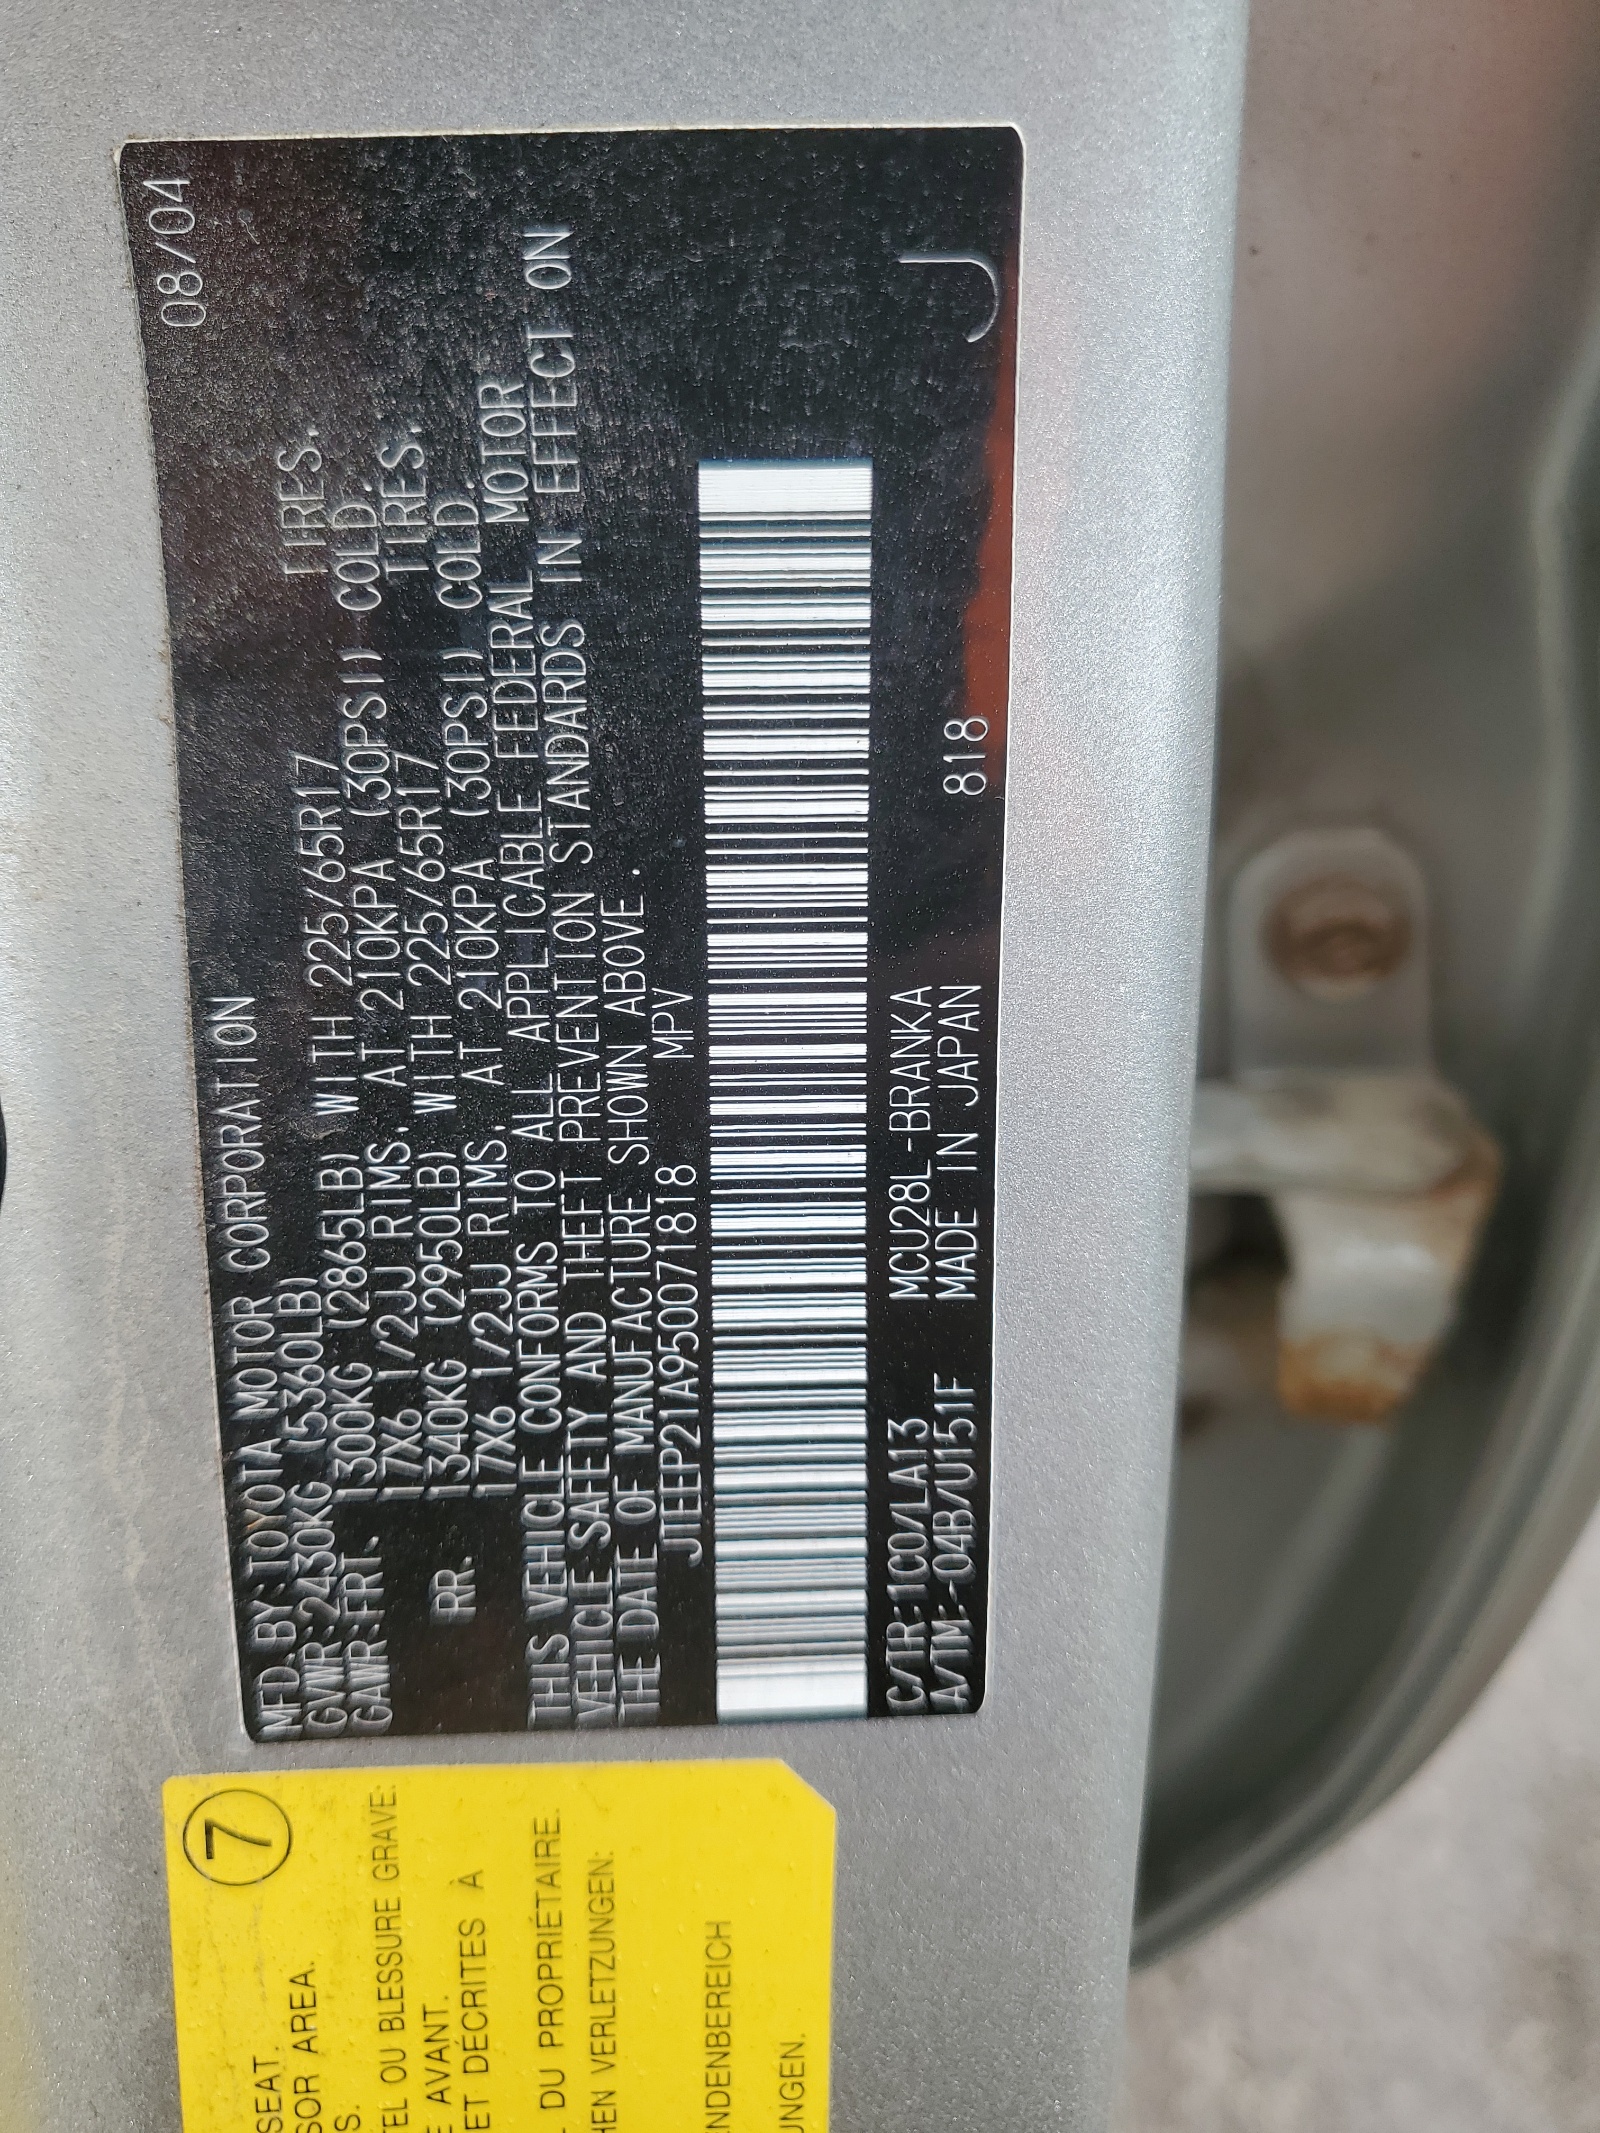 08/04
MFD. BY: TOYOTA MOTOR CORPORATION
GVWR: 2430KG (5360LB)
GAWR: FRT. 1300KG (2865LB) WITH 225/65R17 TIRES.
17X6 1/2JJ RIMS, AT 210KPA (30PSI) COLD.
RR. 1340KG (2950LB) WITH 225/65R17 TIRES.
17X6 1/2JJ RIMS, AT 210KPA (30PSI) COLD.
THIS VEHICLE CONFORMS TO ALL APPLICABLE FEDERAL MOTOR
VEHICLE SAFETY AND THEFT PREVENTION STANDARDS IN EFFECT ON
THE DATE OF MANUFACTURE SHOWN ABOVE.
JTEEP21A950071818 MPV
C/TR: 1C0/LA13 MCU28L-BRANKA
A/TM: -04B/U151F MADE IN JAPAN 818
J
7
SEAT.
SOR AREA.
S.
TEL OU BLESSURE GRAVE:
E AVANT.
ET DÉCRITES À
L DU PROPRIÉTAIRE.
HEN VERLETZUNGEN:
NDENBEREICH
UNGEN.